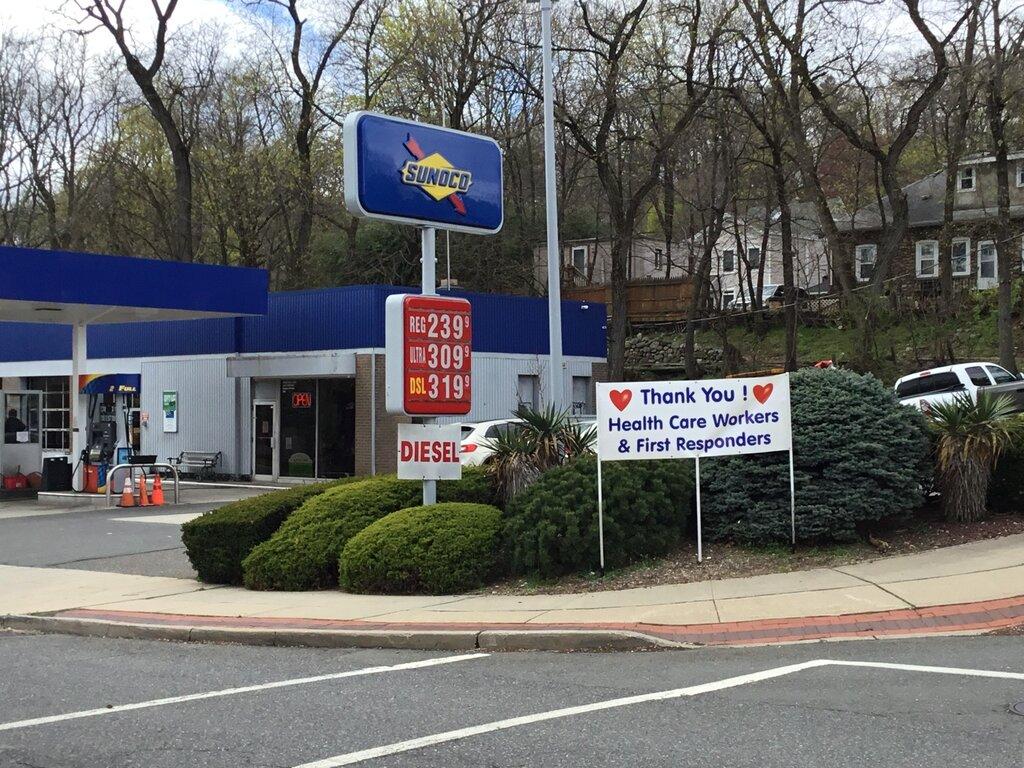 SUNOCO
REG 239 9
ULTRA 309 9
DSL 319 9
DIESEL
Thank You !
Health Care Workers
& First Responders
OPEN
FULL